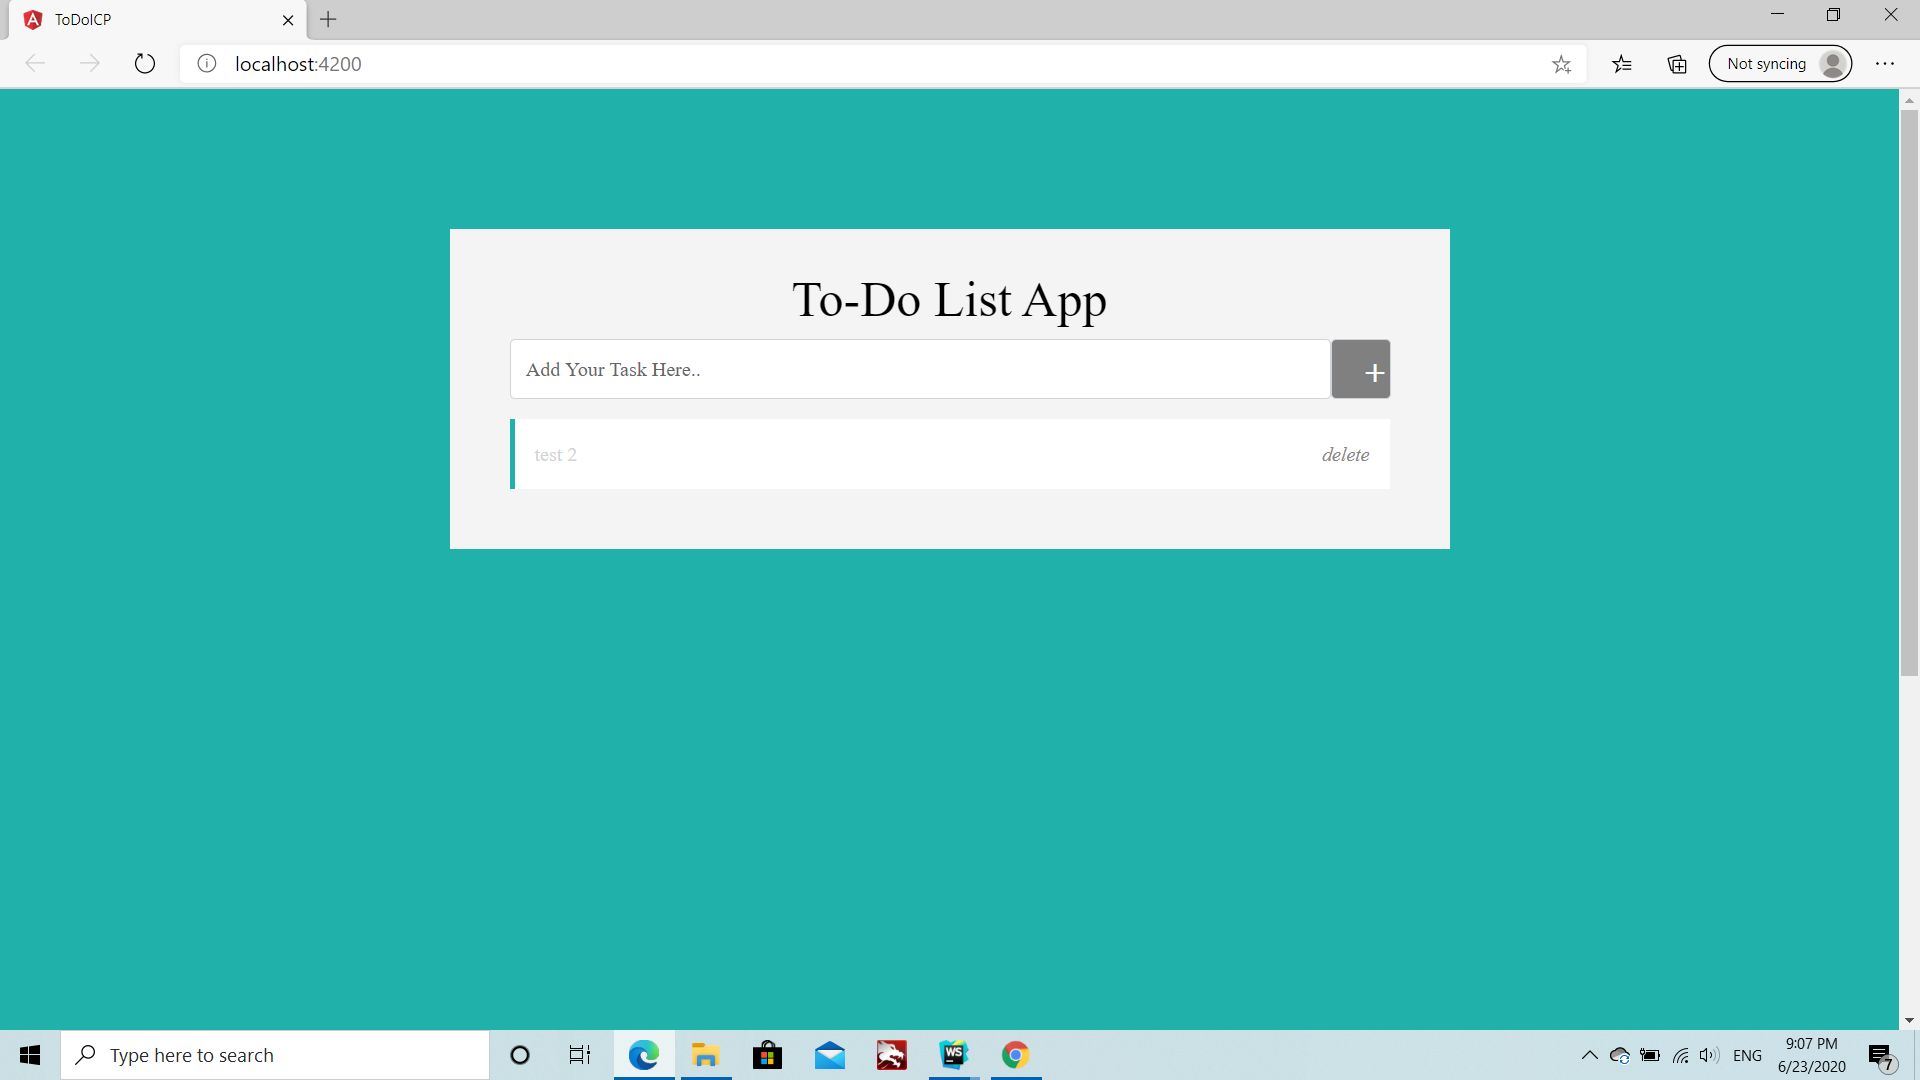 ToDoICP
localhost:4200
Not syncing
To-Do List App
Add Your Task Here..
+
test 2
delete
Type here to search
WS
ENG
9:07 PM
6/23/2020
7